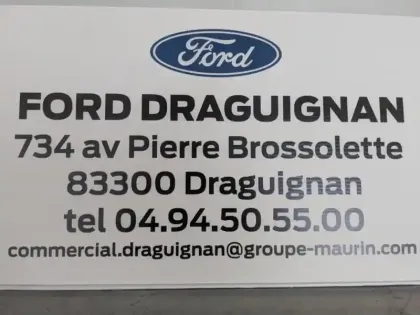 Ford
FORD DRAGUIGNAN
734 av Pierre Brossolette
83300 Draguignan
tel 04.94.50.55.00
commercial.draguignan@groupe-maurin.com